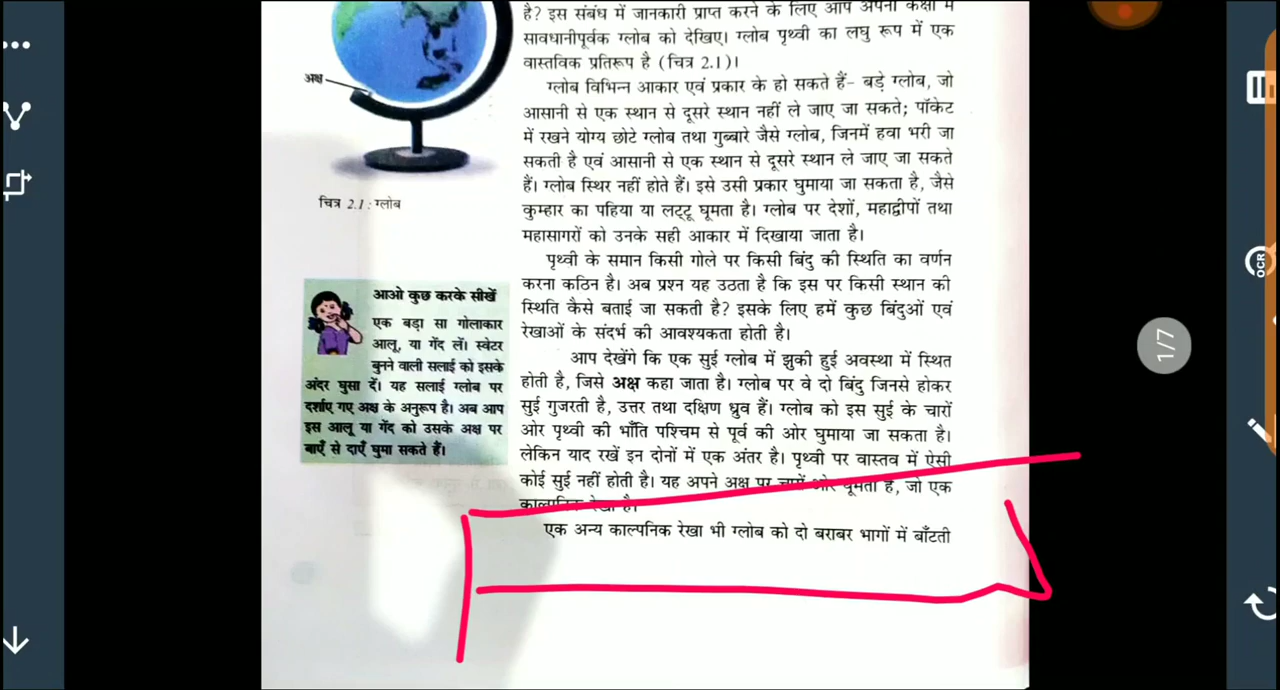 है? इस संबंध में जानकारी प्राप्त करने के लिए आप अपनी कक्षा में
सावधानीपूर्वक ग्लोब को देखिए। ग्लोब पृथ्वी का लघु रूप में एक
वास्तविक प्रतिरूप है (चित्र 2.1)।
अक्ष
ग्लोब विभिन्न आकार एवं प्रकार के हो सकते हैं- बड़े ग्लोब, जो
आसानी से एक स्थान से दूसरे स्थान नहीं ले जाए जा सकते; पॉकेट
में रखने योग्य छोटे ग्लोब तथा गुब्बारे जैसे ग्लोब, जिनमें हवा भरी जा
सकती है एवं आसानी से एक स्थान से दूसरे स्थान ले जाए जा सकते
हैं। ग्लोब स्थिर नहीं होते हैं। इसे उसी प्रकार घुमाया जा सकता है, जैसे
कुम्हार का पहिया या लट्टू घूमता है। ग्लोब पर देशों, महाद्वीपों तथा
महासागरों को उनके सही आकार में दिखाया जाता है।
चित्र 2.1 : ग्लोब
पृथ्वी के समान किसी गोले पर किसी बिंदु की स्थिति का वर्णन
करना कठिन है। अब प्रश्न यह उठता है कि इस पर किसी स्थान की
स्थिति कैसे बताई जा सकती है? इसके लिए हमें कुछ बिंदुओं एवं
रेखाओं के संदर्भ की आवश्यकता होती है।
आओ कुछ करके सीखें
एक बड़ा सा गोलाकार
आलू, या गेंद लें। स्वेटर
बुनने वाली सलाई को इसके
अंदर घुसा दें। यह सलाई ग्लोब पर
दर्शाए गए अक्ष के अनुरूप है। अब आप
इस आलू या गेंद को उसके अक्ष पर
बाएँ से दाएँ घुमा सकते हैं।
आप देखेंगे कि एक सुई ग्लोब में झुकी हुई अवस्था में स्थित
होती है, जिसे अक्ष कहा जाता है। ग्लोब पर वे दो बिंदु जिनसे होकर
सुई गुजरती है, उत्तर तथा दक्षिण ध्रुव हैं। ग्लोब को इस सुई के चारों
ओर पृथ्वी की भाँति पश्चिम से पूर्व की ओर घुमाया जा सकता है।
लेकिन याद रखें इन दोनों में एक अंतर है। पृथ्वी पर वास्तव में ऐसी
कोई सुई नहीं होती है। यह अपने अक्ष पर चारों ओर घूमती है, जो एक
काल्पनिक रेखा है।
एक अन्य काल्पनिक रेखा भी ग्लोब को दो बराबर भागों में बाँटती
1/7
OCR